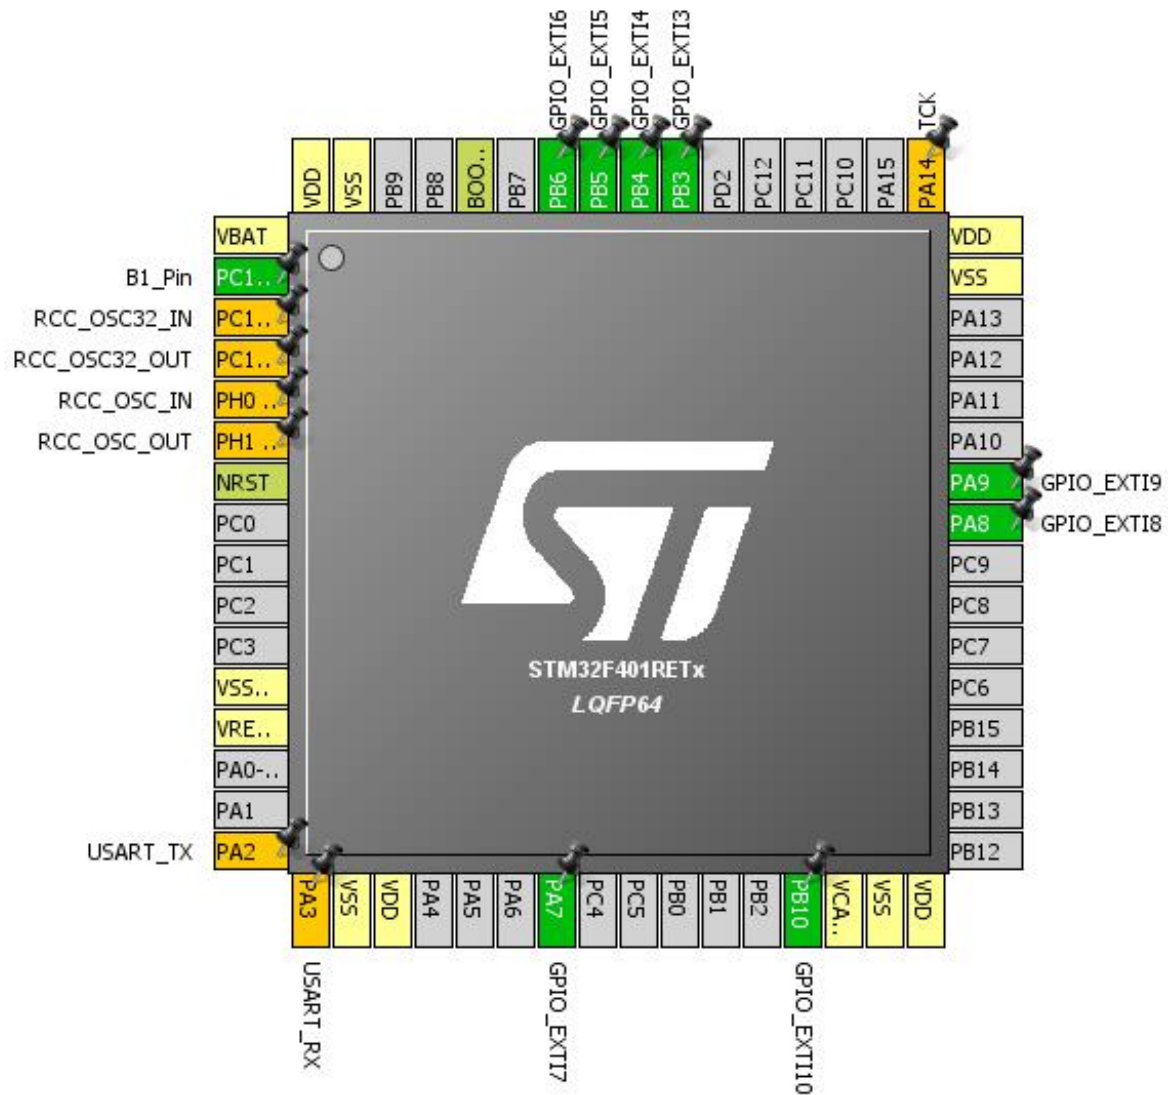 GPIO_EXTI6
GPIO_EXTI5
GPIO_EXTI4
GPIO_EXTI3
TCK
VDD
VSS
PB9
PB8
BOO..
PB7
PB6
PB5
PB4
PB3
PD2
PC12
PC11
PC10
PA15
PA14
VBAT
B1_Pin PC1..
RCC_OSC32_IN PC1..
RCC_OSC32_OUT PC1..
RCC_OSC_IN PH0 ..
RCC_OSC_OUT PH1 ..
NRST
PC0
PC1
PC2
PC3
VSS..
VRE..
PA0-..
PA1
USART_TX PA2
STM32F401RETx
LQFP64
VDD
VSS
PA13
PA12
PA11
PA10
PA9 GPIO_EXTI9
PA8 GPIO_EXTI8
PC9
PC8
PC7
PC6
PB15
PB14
PB13
PB12
PA3
VSS
VDD
PA4
PA5
PA6
PA7
PC4
PC5
PB0
PB1
PB2
PB10
VCA..
VSS
VDD
USART_RX
GPIO_EXTI7
GPIO_EXTI10